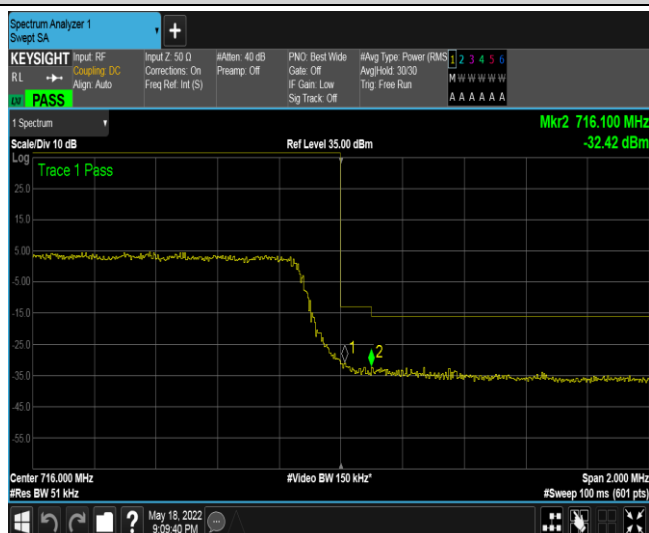 Spectrum Analyzer 1
Swept SA
+
KEYSIGHT
RL
PASS
Input: RF
Coupling: DC
Align: Auto
Input Z: 50 Ω
Corrections: On
Freq Ref: Int (S)
#Atten: 40 dB
Preamp: Off
PNO: Best Wide
Gate: Off
IF Gain: Low
Sig Track: Off
#Avg Type: Power (RMS
Avg|Hold: 30/30
Trig: Free Run
1 2 3 4 5 6
M W W W W W
A A A A A A
1 Spectrum
Mkr2 716.100 MHz
Scale/Div 10 dB
Ref Level 35.00 dBm
-32.42 dBm
Log
Trace 1 Pass
25.0
15.0
5.00
-5.00
-15.0
1
2
-25.0
-35.0
-45.0
-55.0
Center 716.000 MHz
#Video BW 150 kHz*
Span 2.000 MHz
#Res BW 51 kHz
#Sweep 100 ms (601 pts)
?
May 18, 2022
9:09:40 PM